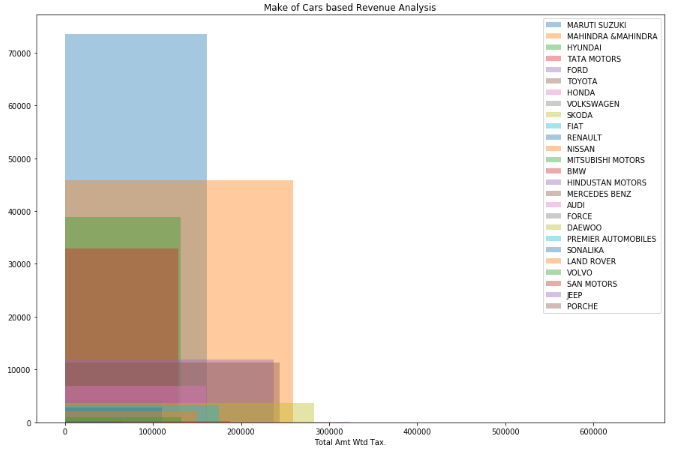 Make of Cars based Revenue Analysis
MARUTI SUZUKI
MAHINDRA &MAHINDRA
HYUNDAI
TATA MOTORS
FORD
TOYOTA
HONDA
VOLKSWAGEN
SKODA
FIAT
RENAULT
NISSAN
MITSUBISHI MOTORS
BMW
HINDUSTAN MOTORS
MERCEDES BENZ
AUDI
FORCE
DAEWOO
PREMIER AUTOMOBILES
SONALIKA
LAND ROVER
VOLVO
SAN MOTORS
JEEP
PORCHE
70000
60000
50000
40000
30000
20000
10000
0
0 100000 200000 300000 400000 500000 600000
Total Amt Wtd Tax.